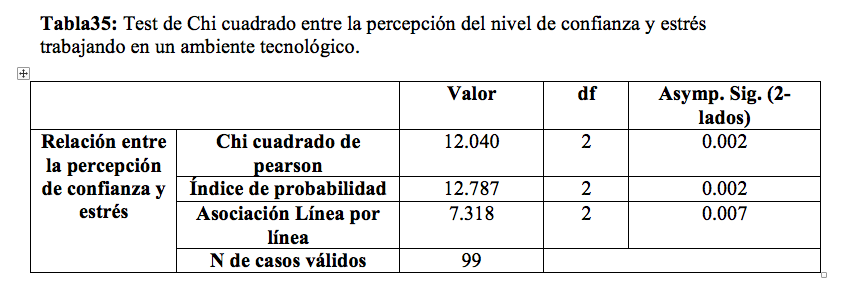 Tabla35: Test de Chi cuadrado entre la percepción del nivel de confianza y estrés
trabajando en un ambiente tecnológico.
Valor df Asymp. Sig. (2-
lados)
Relación entre
la percepción
de confianza y
estrés
Chi cuadrado de
pearson
12.040 2 0.002
Índice de probabilidad 12.787 2 0.002
Asociación Línea por
línea
7.318 2 0.007
N de casos válidos 99